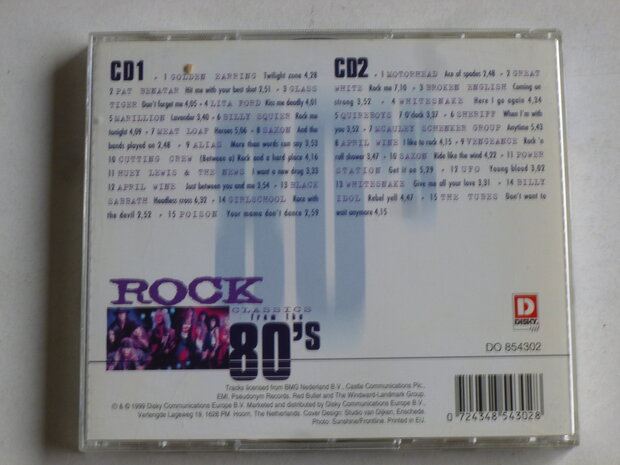 CD1 - 1 GOLDEN EARRING Twilight zone 4,28
2 PAT BENATAR Hit me with your best shot 2,51 - 3 GLASS
TIGER Don't forget me 4,05 - 4 LITA FORD Kiss me deadly 4,01
5 MARILLION Lavender 3,40 - 6 BILLY SQUIER Rock me
tonight 4,09 - 7 MEAT LOAF Heroes 5,06 - 8 SAXON And the
bands played on 2,48 - 9 ALIAS More than words can say 3,53
10 CUTTING CREW (Between a) Rock and a hard place 4,16
11 HUEY LEWIS & THE NEWS I want a new drug 3,33
12 APRIL WINE Just between you and me 3,54 - 13 BLACK
SABBATH Headless cross 6,32 - 14 GIRLSCHOOL Race with
the devil 2,52 - 15 POISON Your mama don't dance 2,59
CD2 - 1 MOTORHEAD Ace of spades 2,48 - 2 GREAT
WHITE Rock me 7,10 - 3 BROKEN ENGLISH Coming on
strong 3,52 - 4 WHITESNAKE Here I go again 4,34
5 QUIREBOYS 7 O'clock 3,07 - 6 SHERIFF When I'm with
you 3,52 - 7 MCAULEY SCHENKER GROUP Anytime 5,43
8 APRIL WINE I like to rock 4,15 - 9 VENGEANCE Rock 'n
roll shower 3,47 - 10 SAXON Ride like the wind 4,22 - 11 POWER
STATION Get it on 5,29 - 12 UFO Young blood 3,02
13 WHITESNAKE Give me all your love 3,31 - 14 BILLY
IDOL Rebel yell 4,47 - 15 THE TUBES Don't want to
wait anymore 4,15
ROCK
CLASSICS
from the
80's
D
DISKY
DO 854302
Tracks licensed from BMG Nederland B.V., Castle Communications Plc.,
EMI, Pseudonym Records, Red Bullet and The Windward-Landmark Group.
℗ & © 1999 Disky Communications Europe B.V. Marketed and distributed by Disky Communications Europe B.V.
Verlengde Lageweg 19, 1628 PM Hoorn, The Netherlands. Cover Design: Studio van Dijken, Enschede.
Photo: Sunshine/Frontline. Printed in EU.
0 724348 543028